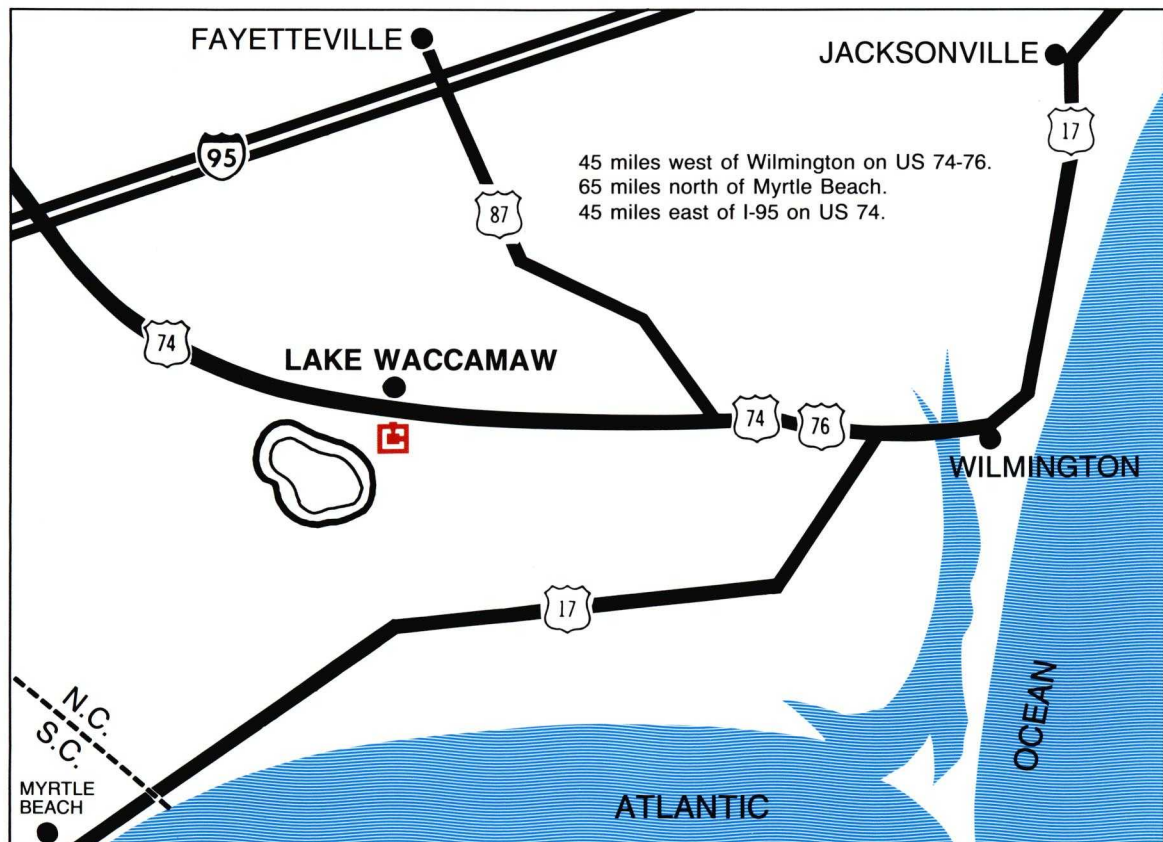 FAYETTEVILLE
JACKSONVILLE
17
95
45 miles west of Wilmington on US 74-76.
65 miles north of Myrtle Beach.
45 miles east of I-95 on US 74.
87
74
LAKE WACCAMAW
74
76
WILMINGTON
17
N.C.
S.C.
OCEAN
MYRTLE
BEACH
ATLANTIC